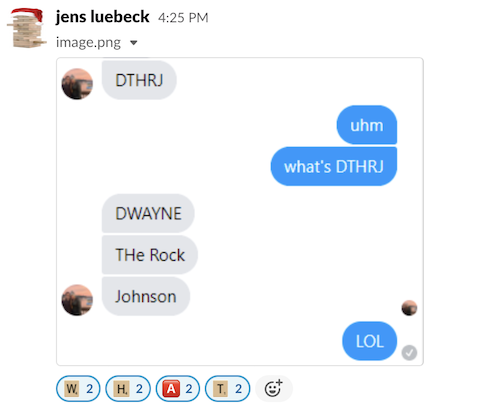 jens luebeck 4:25 PM
image.png
DTHRJ
uhm
what's DTHRJ
DWAYNE
THe Rock
Johnson
LOL
W. 2 H, 2 A 2 T. 2